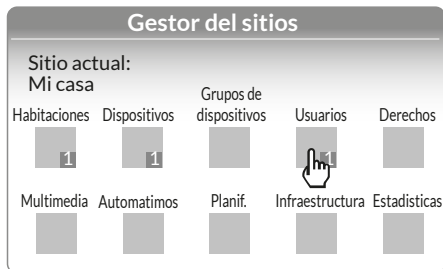 Gestor del sitios
Sitio actual:
Mi casa
Habitaciones
Dispositivos
Grupos de
dispositivos
Usuarios
Derechos
1
1
1
Multimedia
Automatimos
Planif.
Infraestructura
Estadisticas